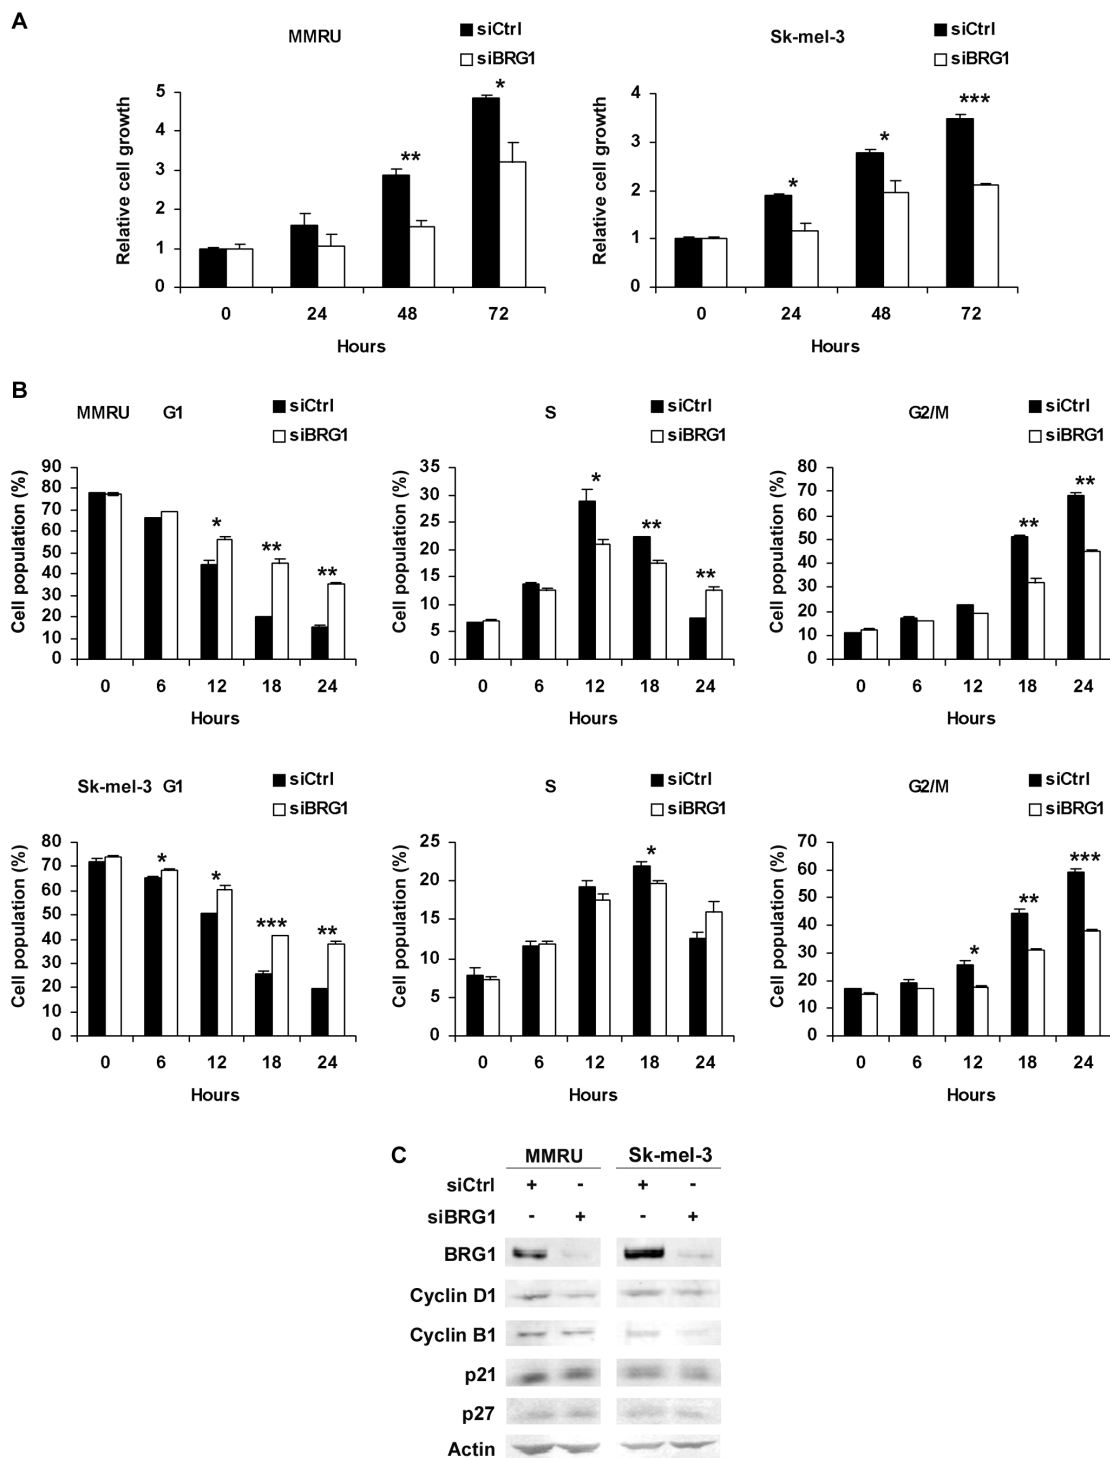 A
MMRU
siCtrl
siBRG1
Relative cell growth
5
4
3
2
1
0
* ** 
0 24 48 72
Hours
Sk-mel-3
siCtrl
siBRG1
Relative cell growth
4
3
2
1
0
* * ***
0 24 48 72
Hours
B
MMRU G1
siCtrl
siBRG1
Cell population (%)
90
80
70
60
50
40
30
20
10
0
* ** **
0 6 12 18 24
Hours
S
siCtrl
siBRG1
Cell population (%)
35
30
25
20
15
10
5
0
* ** **
0 6 12 18 24
Hours
G2/M
siCtrl
siBRG1
Cell population (%)
80
70
60
50
40
30
20
10
0
** **
0 6 12 18 24
Hours
Sk-mel-3 G1
siCtrl
siBRG1
Cell population (%)
80
70
60
50
40
30
20
10
0
* * *** **
0 6 12 18 24
Hours
S
siCtrl
siBRG1
Cell population (%)
25
20
15
10
5
0
*
0 6 12 18 24
Hours
G2/M
siCtrl
siBRG1
Cell population (%)
70
60
50
40
30
20
10
0
* ** ***
0 6 12 18 24
Hours
C
MMRU Sk-mel-3
siCtrl + - + -
siBRG1 - + - +
BRG1
Cyclin D1
Cyclin B1
p21
p27
Actin